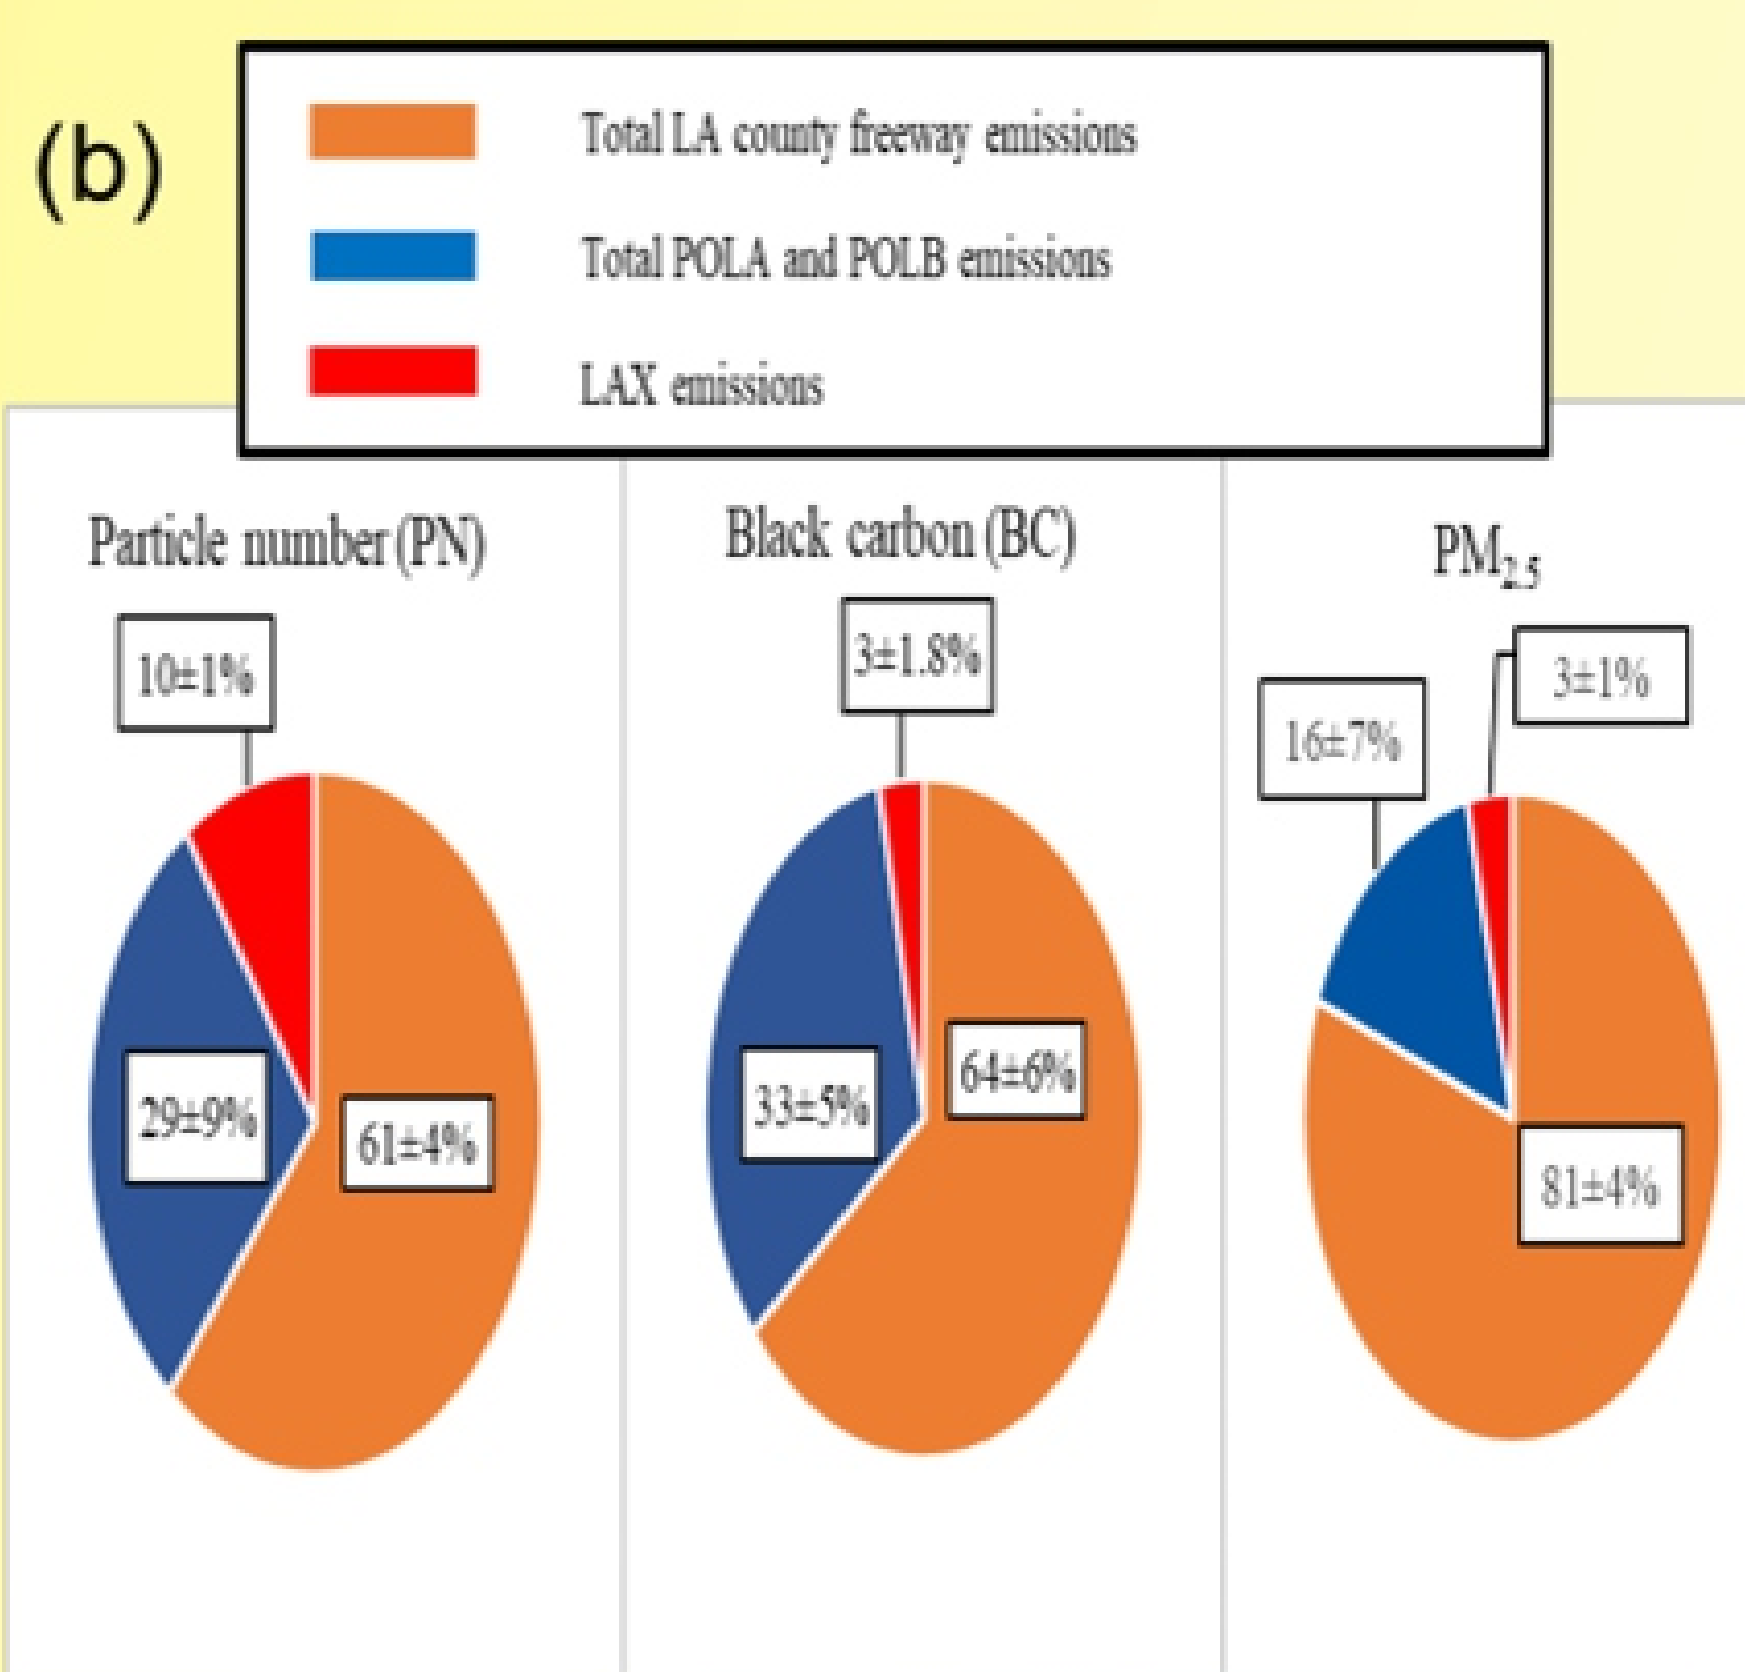 (b)
Total LA county freeway emissions
Total POLA and POLB emissions
LAX emissions
Particle number (PN)
10±1%
29±9%
61±4%
Black carbon (BC)
3±1.8%
33±5%
64±6%
PM2.5
3±1%
16±7%
81±4%